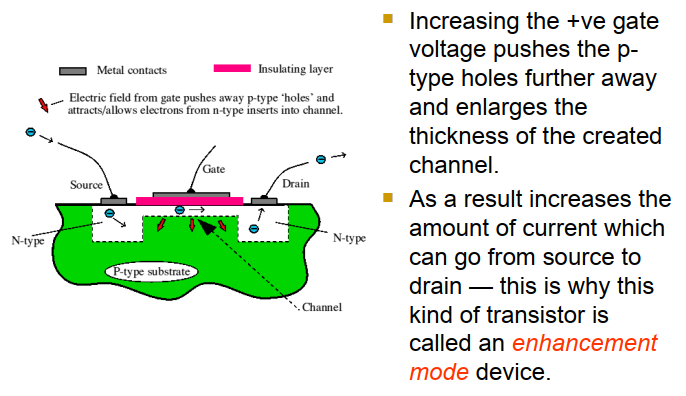 Metal contacts
Insulating layer
Electric field from gate pushes away p-type 'holes' and
attracts/allows electrons from n-type inserts into channel.
Gate
Source
Drain
N-type
N-type
P-type substrate
Channel
Increasing the +ve gate
voltage pushes the p-
type holes further away
and enlarges the
thickness of the created
channel.
As a result increases the
amount of current which
can go from source to
drain — this is why this
kind of transistor is
called an enhancement
mode device.